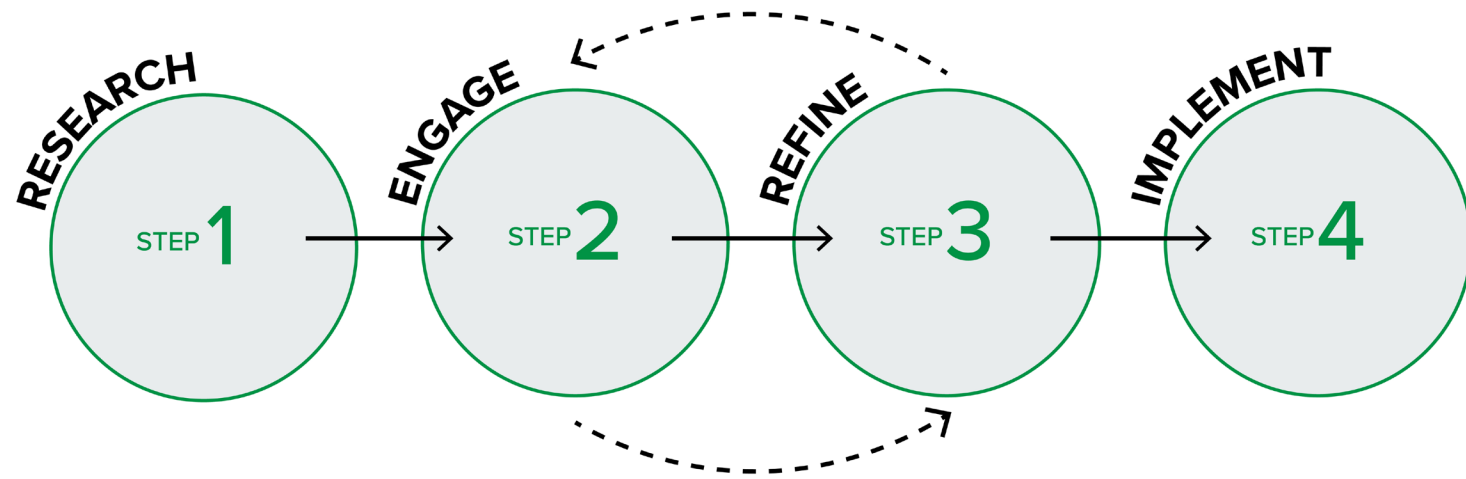 RESEARCH
STEP 1
ENGAGE
STEP 2
REFINE
STEP 3
IMPLEMENT
STEP 4